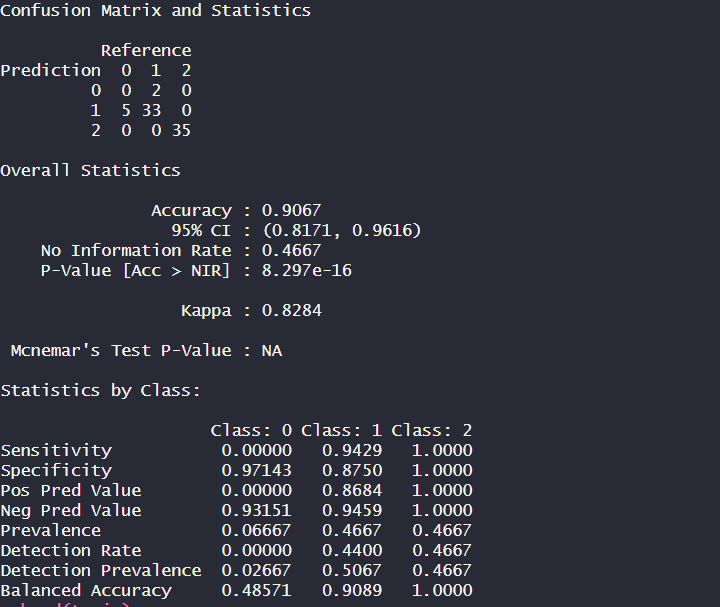 Confusion Matrix and Statistics
Reference
Prediction 0 1 2
0 0 2 0
1 5 33 0
2 0 0 35
Overall Statistics
Accuracy : 0.9067
95% CI : (0.8171, 0.9616)
No Information Rate : 0.4667
P-Value [Acc > NIR] : 8.297e-16
Kappa : 0.8284
Mcnemar's Test P-Value : NA
Statistics by Class:
Class: 0 Class: 1 Class: 2
Sensitivity 0.00000 0.9429 1.0000
Specificity 0.97143 0.8750 1.0000
Pos Pred Value 0.00000 0.8684 1.0000
Neg Pred Value 0.93151 0.9459 1.0000
Prevalence 0.06667 0.4667 0.4667
Detection Rate 0.00000 0.4400 0.4667
Detection Prevalence 0.02667 0.5067 0.4667
Balanced Accuracy 0.48571 0.9089 1.0000